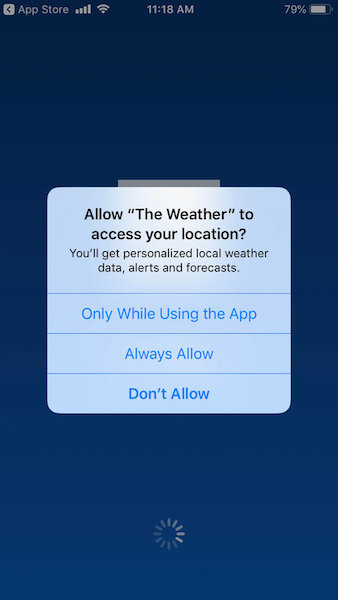 App Store 11:18 AM 79%
Allow “The Weather” to
access your location?
You’ll get personalized local weather
data, alerts and forecasts.
Only While Using the App
Always Allow
Don’t Allow